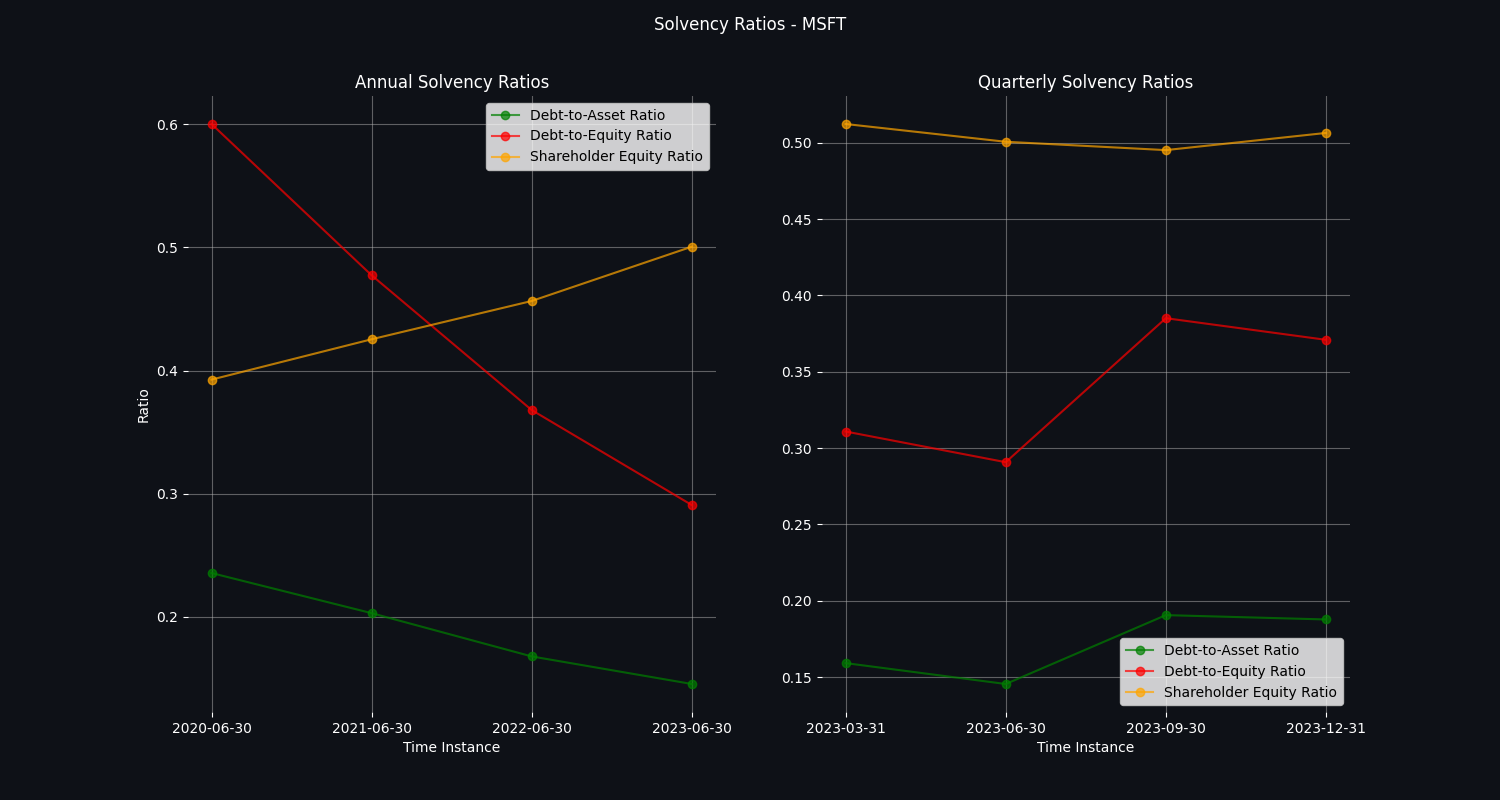 Solvency Ratios - MSFT
Annual Solvency Ratios
Debt-to-Asset Ratio
Debt-to-Equity Ratio
Shareholder Equity Ratio
0.6
0.5
0.4
0.3
0.2
Ratio
2020-06-30 2021-06-30 2022-06-30 2023-06-30
Time Instance
Quarterly Solvency Ratios
0.50
0.45
0.40
0.35
0.30
0.25
0.20
0.15
Debt-to-Asset Ratio
Debt-to-Equity Ratio
Shareholder Equity Ratio
2023-03-31 2023-06-30 2023-09-30 2023-12-31
Time Instance